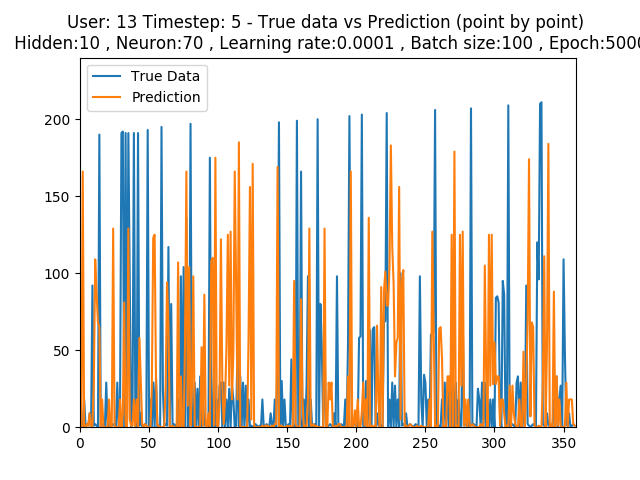 User: 13 Timestep: 5 - True data vs Prediction (point by point)
Hidden:10 , Neuron:70 , Learning rate:0.0001 , Batch size:100 , Epoch:5000
True Data
Prediction
200
150
100
50
0
0 50 100 150 200 250 300 350